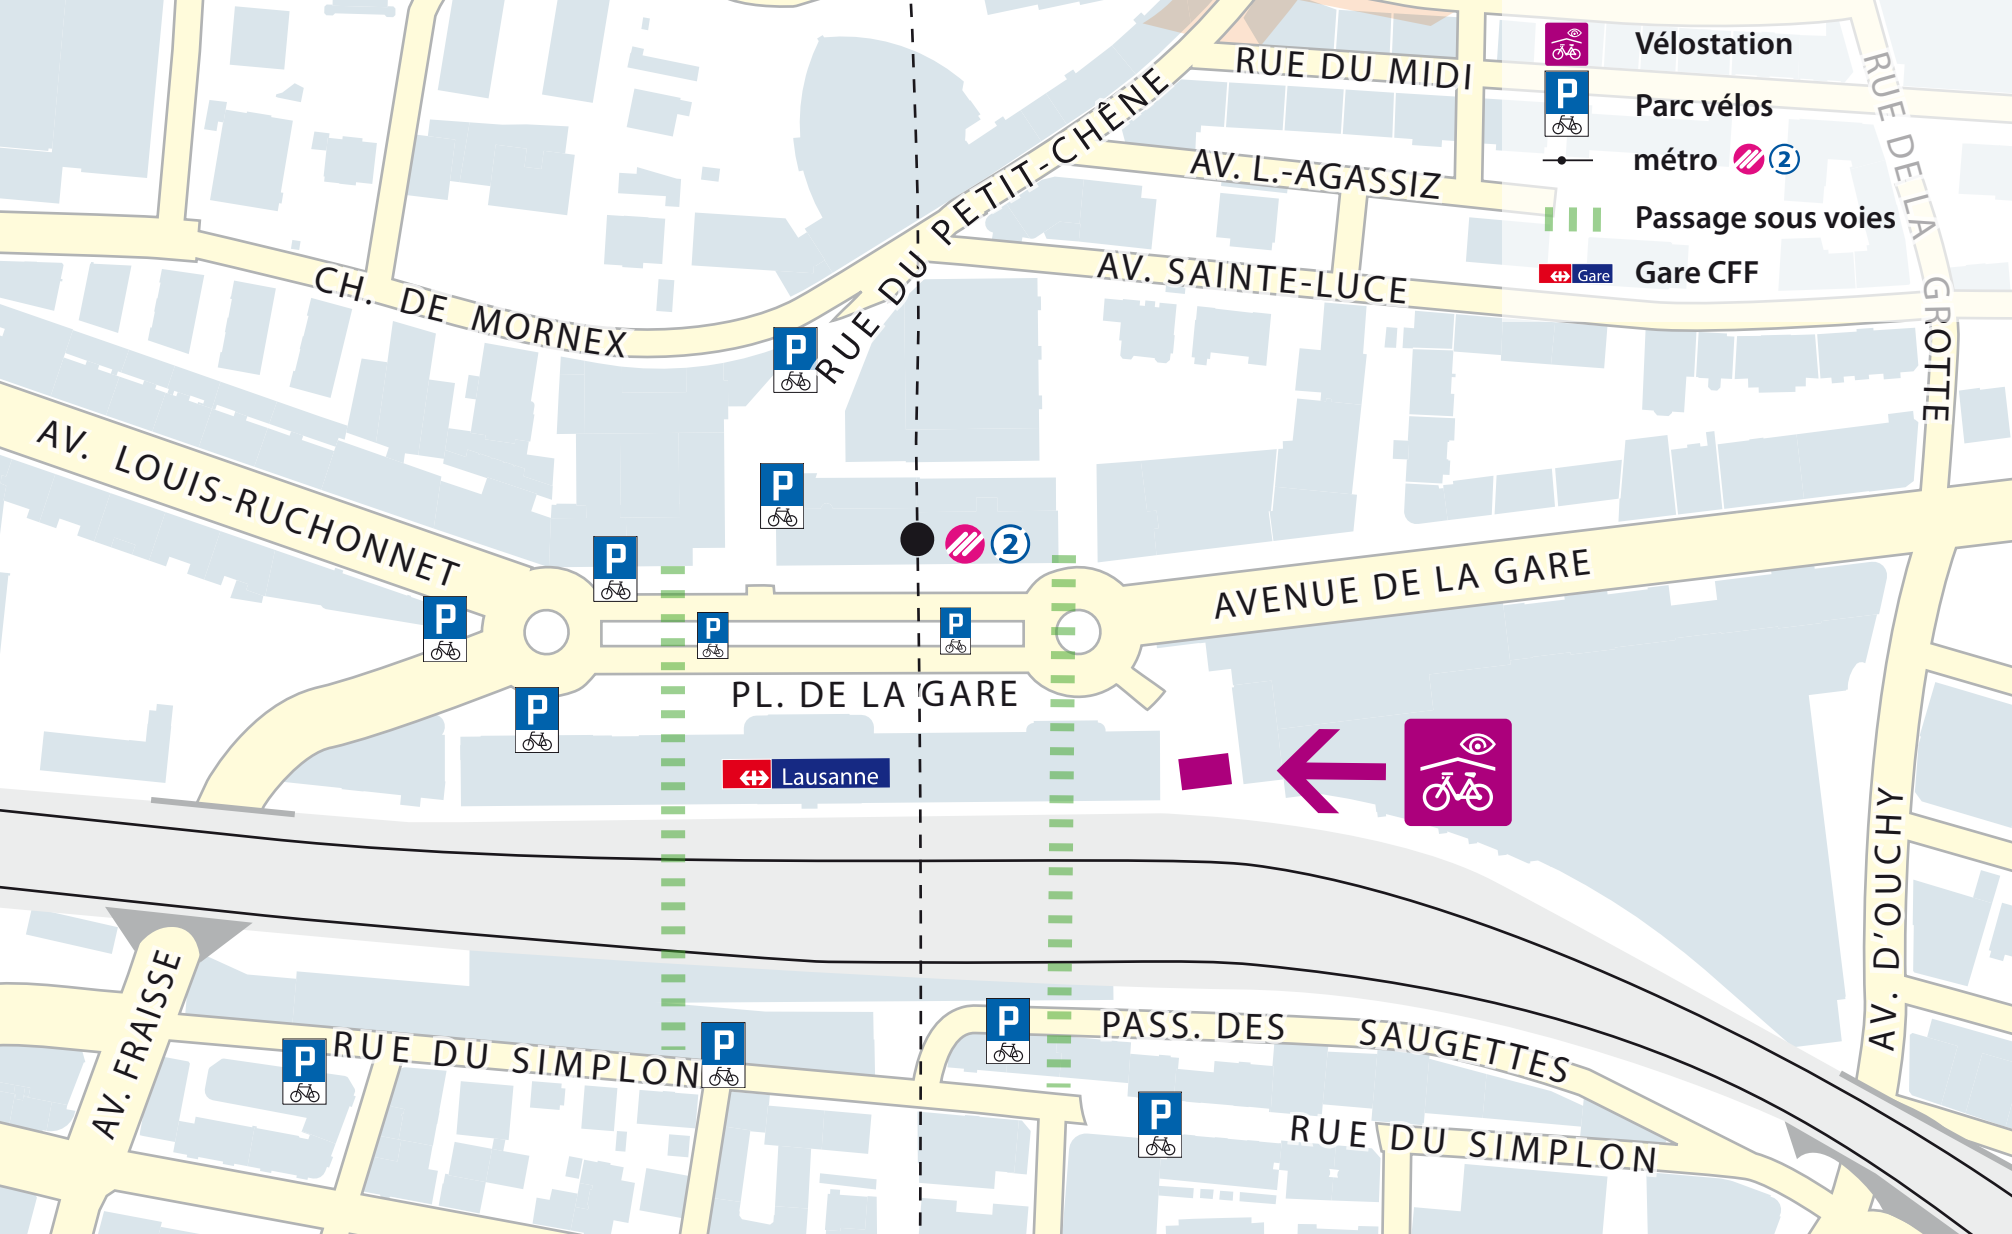 Vélostation
P
Parc vélos
métro 2
Passage sous voies
Gare
Gare CFF
RUE DU MIDI
RUE DE LA GROTTE
AV. L.-AGASSIZ
RUE DU PETIT-CHÊNE
AV. SAINTE-LUCE
CH. DE MORNEX
P
AV. LOUIS-RUCHONNET
P
2
P
P
P
P
AVENUE DE LA GARE
PL. DE LA GARE
P
Lausanne
AV. D'OUCHY
AV. FRAISSE
P
PASS. DES SAUGETTES
P
RUE DU SIMPLON
P
P
RUE DU SIMPLON